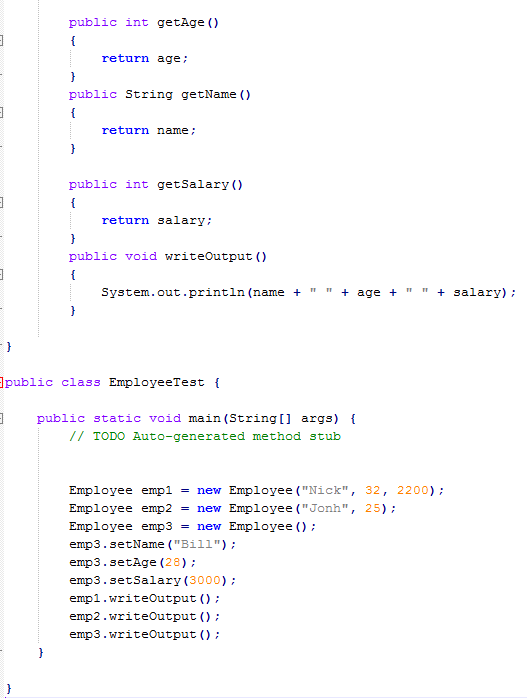 public int getAge()
{
return age;
}
public String getName()
{
return name;
}
public int getSalary()
{
return salary;
}
public void writeOutput()
{
System.out.println(name + " " + age + " " + salary);
}
}
public class EmployeeTest {
public static void main(String[] args) {
// TODO Auto-generated method stub
Employee emp1 = new Employee("Nick", 32, 2200);
Employee emp2 = new Employee("Jonh", 25);
Employee emp3 = new Employee();
emp3.setName("Bill");
emp3.setAge(28);
emp3.setSalary(3000);
emp1.writeOutput();
emp2.writeOutput();
emp3.writeOutput();
}
}